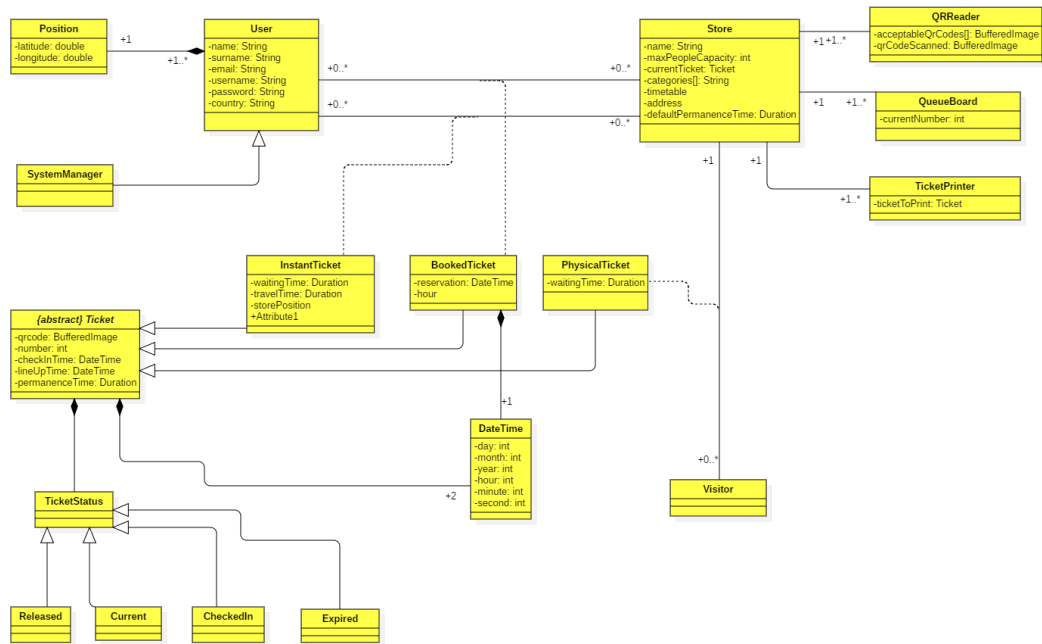 Position
-latitude: double
-longitude: double
+1
+1..*
User
-name: String
-surname: String
-email: String
-username: String
-password: String
-country: String
+0..*
+0..*
+0..*
+0..*
Store
-name: String
-maxPeopleCapacity: int
-currentTicket: Ticket
-categories[]: String
-timetable
-address
-defaultPermanenceTime: Duration
+1
+1..*
QRReader
-acceptableQrCodes[]: BufferedImage
-qrCodeScanned: BufferedImage
+1
+1..*
QueueBoard
-currentNumber: int
+1
+1
+1..*
TicketPrinter
-ticketToPrint: Ticket
SystemManager
InstantTicket
-waitingTime: Duration
-travelTime: Duration
-storePosition
+Attribute1
BookedTicket
-reservation: DateTime
-hour
PhysicalTicket
-waitingTime: Duration
{abstract} Ticket
-qrcode: BufferedImage
-number: int
-checkInTime: DateTime
-lineUpTime: DateTime
-permanenceTime: Duration
+1
DateTime
-day: int
-month: int
-year: int
-hour: int
-minute: int
-second: int
+2
+0..*
Visitor
TicketStatus
Released
Current
CheckedIn
Expired